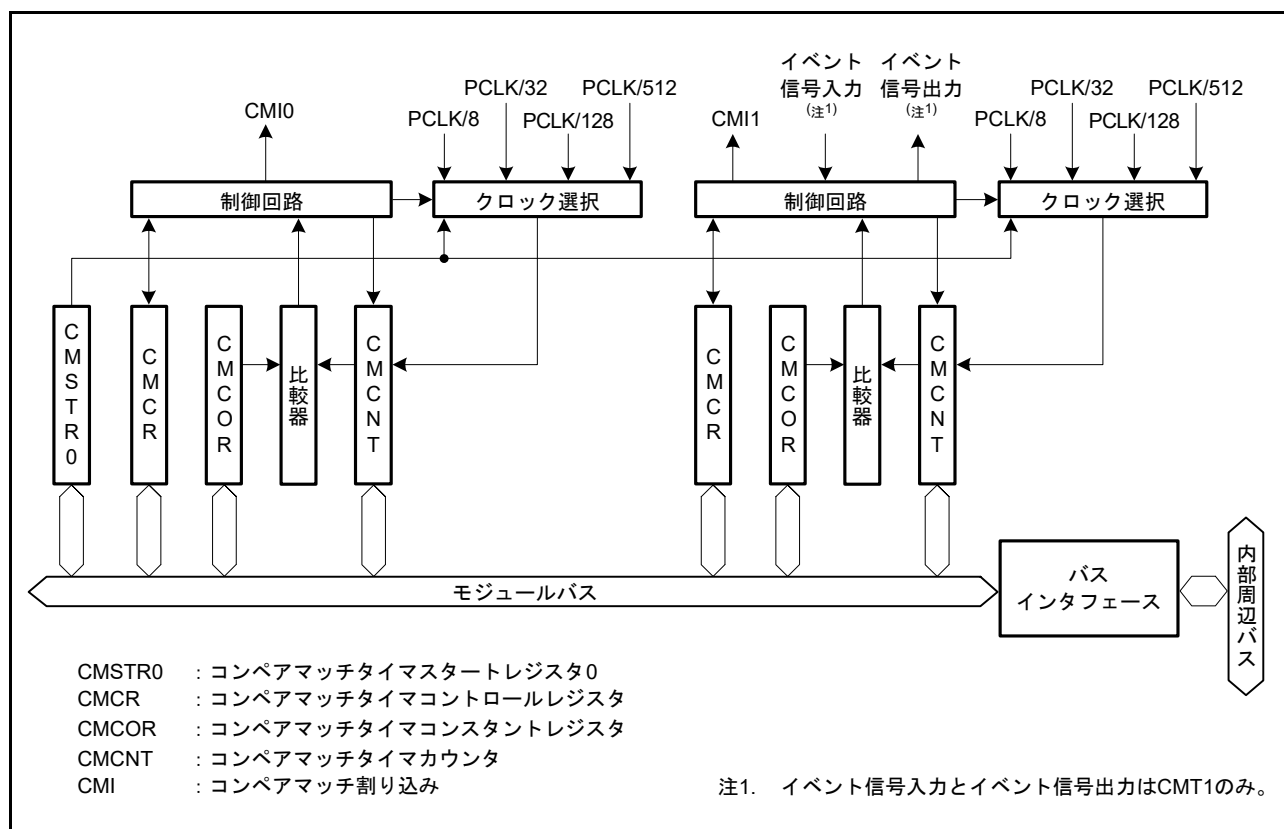 CMI0
PCLK/8
PCLK/32
PCLK/128
PCLK/512
制御回路
クロック選択
CMI1
イベント
信号入力
(注1)
イベント
信号出力
(注1)
PCLK/8
PCLK/32
PCLK/128
PCLK/512
制御回路
クロック選択
CMSTR0
CMCR
CMCOR
比較器
CMCNT
CMCR
CMCOR
比較器
CMCNT
モジュールバス
バス
インタフェース
内部周辺バス
CMSTR0 : コンペアマッチタイマスタートレジスタ0
CMCR : コンペアマッチタイマコントロールレジスタ
CMCOR : コンペアマッチタイマコンスタントレジスタ
CMCNT : コンペアマッチタイマカウンタ
CMI : コンペアマッチ割り込み
注1. イベント信号入力とイベント信号出力はCMT1のみ。